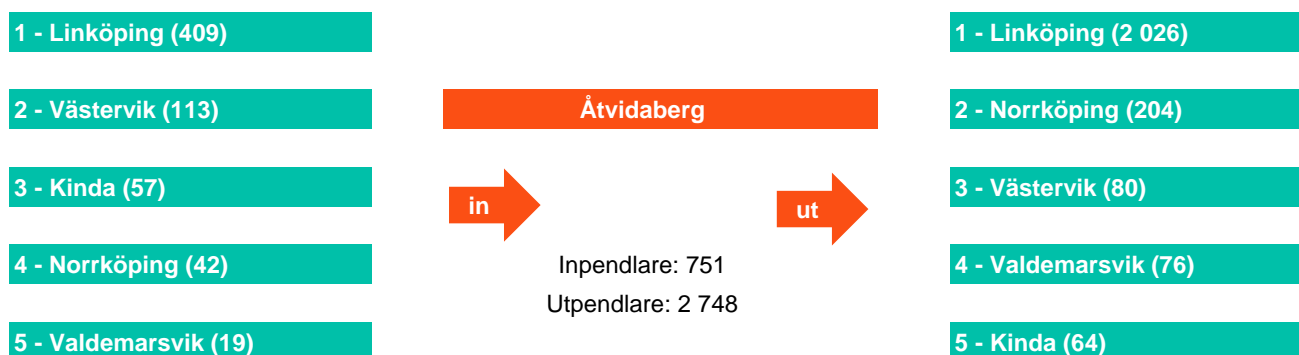 1 - Linköping (409)
2 - Västervik (113)
3 - Kinda (57)
4 - Norrköping (42)
5 - Valdemarsvik (19)
Åtvidaberg
in
ut
Inpendlare: 751
Utpendlare: 2 748
1 - Linköping (2 026)
2 - Norrköping (204)
3 - Västervik (80)
4 - Valdemarsvik (76)
5 - Kinda (64)